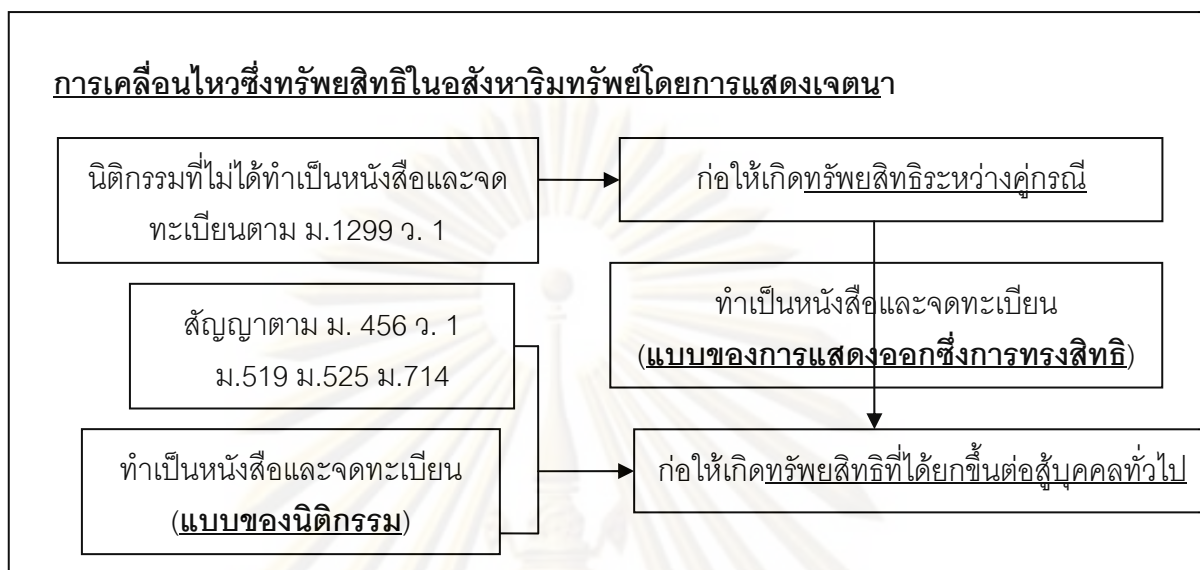 การเคลื่อนไหวซึ่งทรัพยสิทธิในอสังหาริมทรัพย์โดยการแสดงเจตนา
นิติกรรมที่ไม่ได้ทำเป็นหนังสือและจด
ทะเบียนตาม ม.1299 ว. 1
ก่อให้เกิดทรัพยสิทธิระหว่างคู่กรณี
สัญญาตาม ม. 456 ว. 1
ม.519 ม.525 ม.714
ทำเป็นหนังสือและจดทะเบียน
(แบบของการแสดงออกซึ่งการทรงสิทธิ)
ทำเป็นหนังสือและจดทะเบียน
(แบบของนิติกรรม)
ก่อให้เกิดทรัพยสิทธิที่ได้ยกขึ้นต่อสู้บุคคลทั่วไป